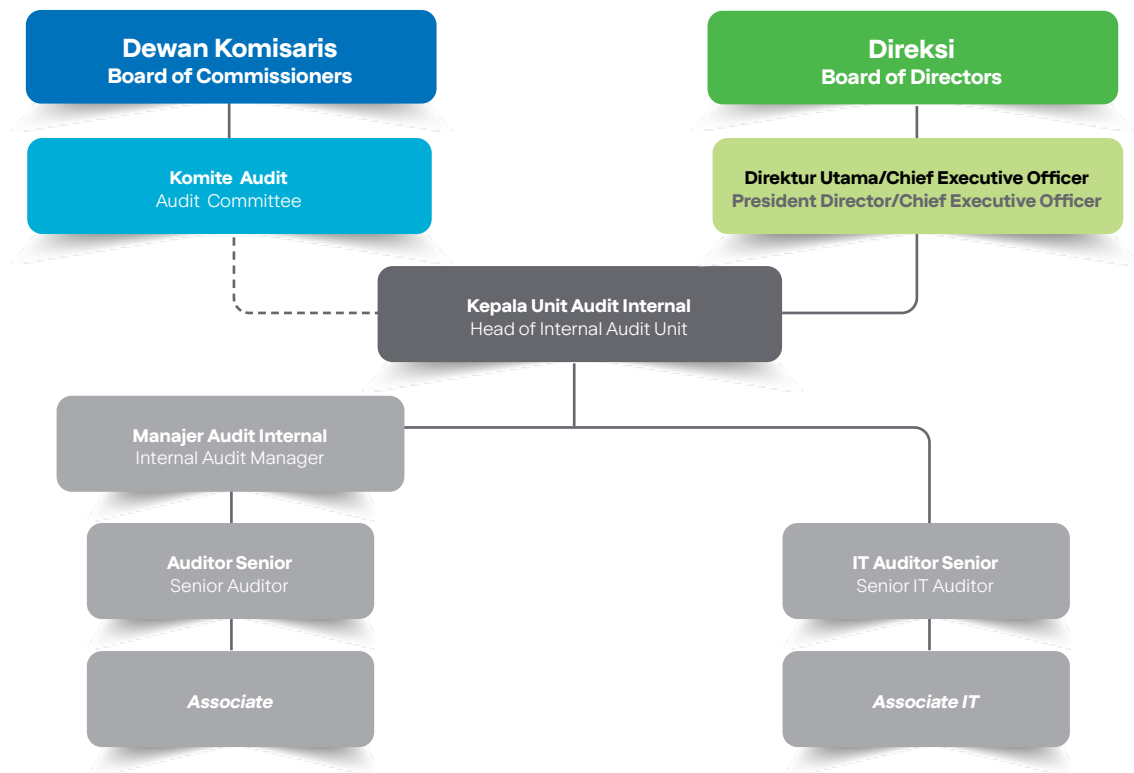 Dewan Komisaris
Board of Commissioners
Direksi
Board of Directors
Komite Audit
Audit Committee
Direktur Utama/Chief Executive Officer
President Director/Chief Executive Officer
Kepala Unit Audit Internal
Head of Internal Audit Unit
Manajer Audit Internal
Internal Audit Manager
Auditor Senior
Senior Auditor
IT Auditor Senior
Senior IT Auditor
Associate
Associate IT